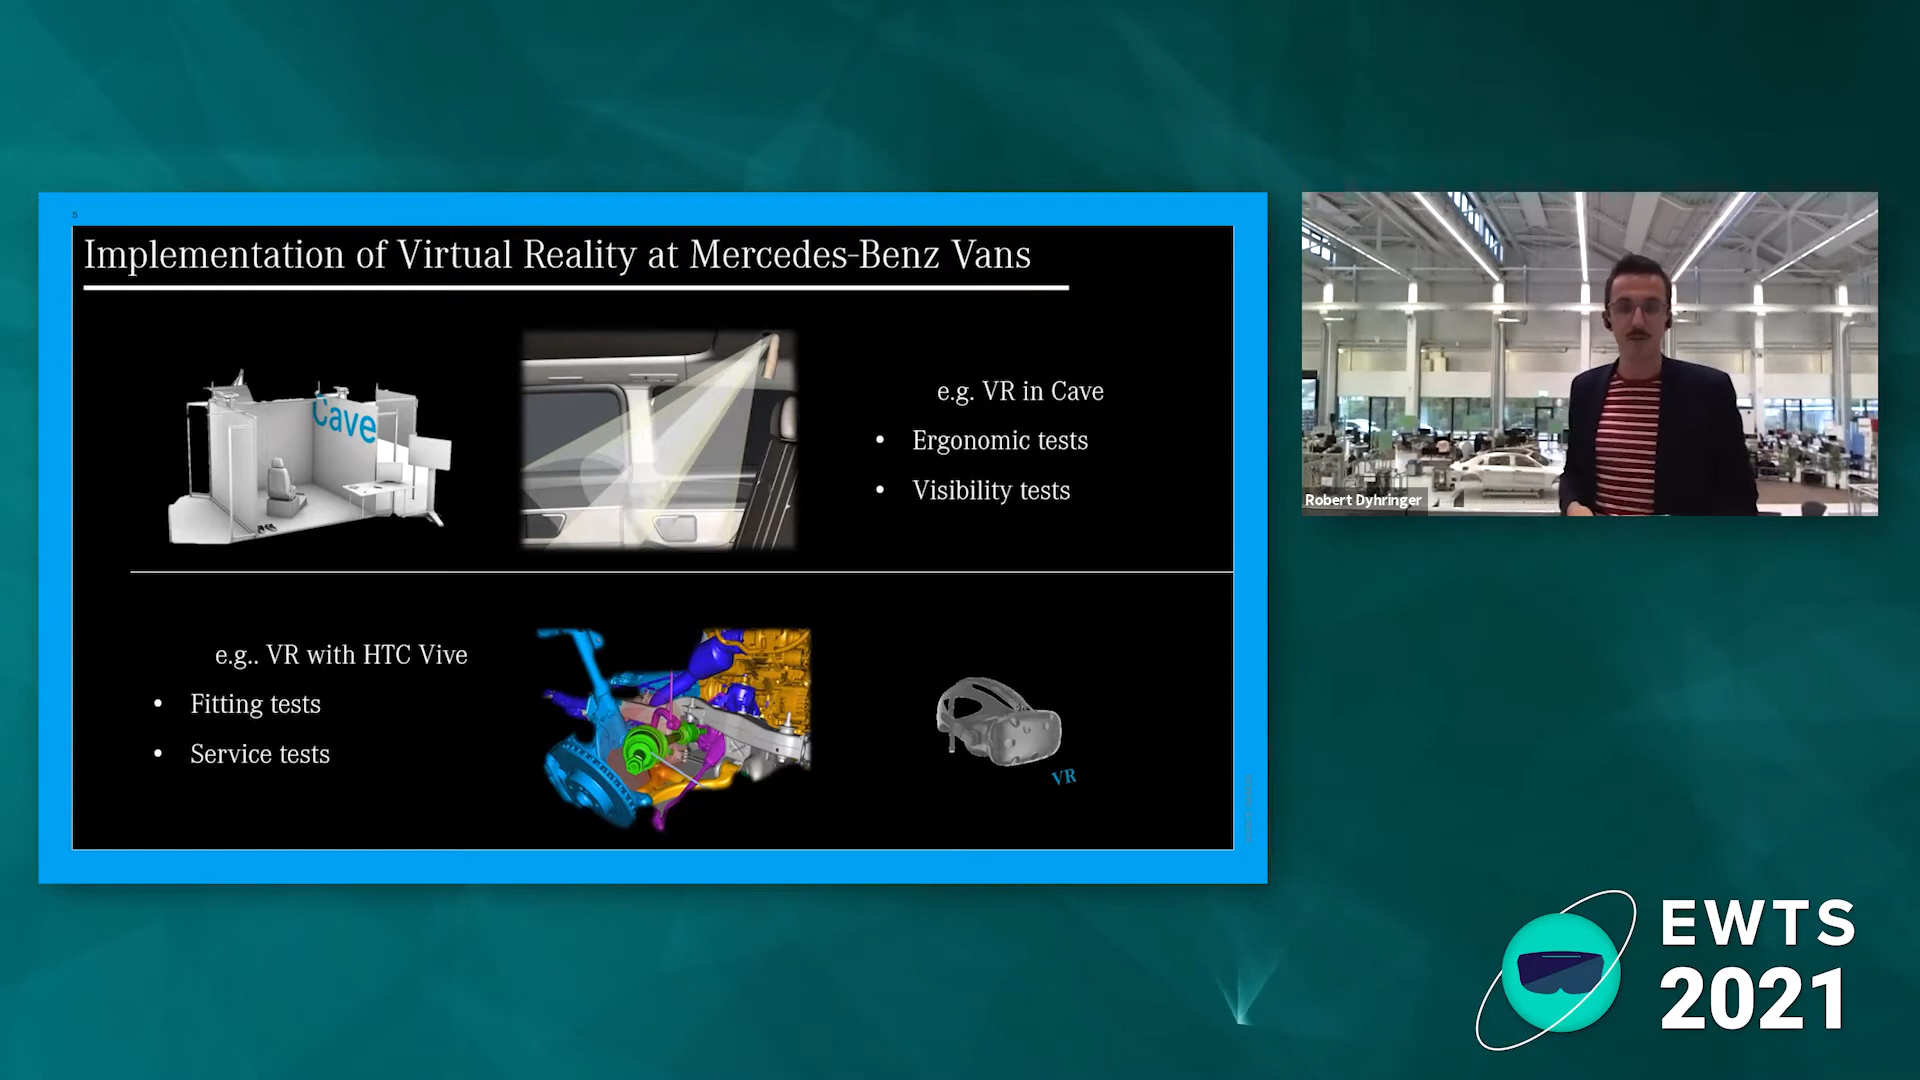 5
Implementation of Virtual Reality at Mercedes-Benz Vans
Cave
e.g. VR in Cave
• Ergonomic tests
• Visibility tests
e.g.. VR with HTC Vive
• Fitting tests
• Service tests
VR
Robert Dyhringer
EWTS
2021